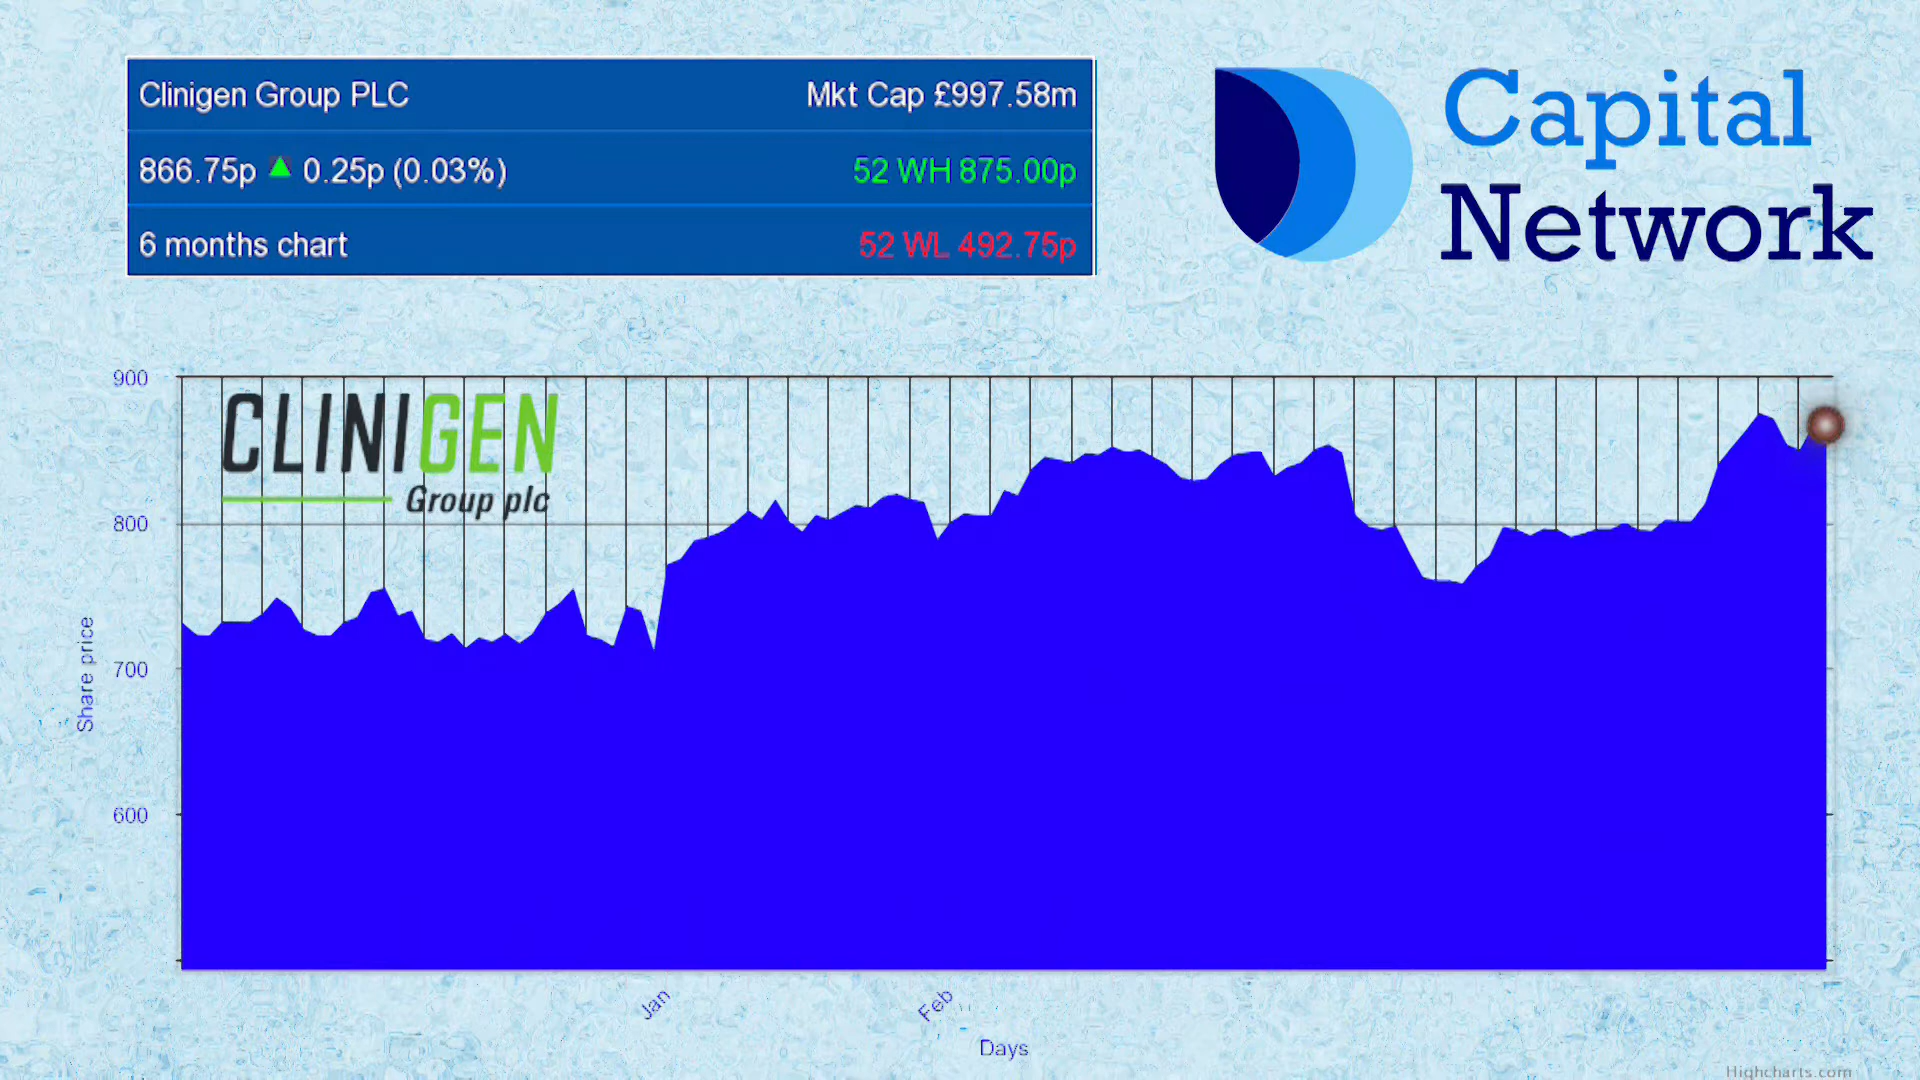 Clinigen Group PLC
Mkt Cap £997.58m
866.75p ▲ 0.25p (0.03%)
52 WH 875.00p
6 months chart
52 WL 492.75p
Capital
Network
CLINIGEN
Group plc
900
800
700
600
Share price
Jan
Feb
Days
Highcharts.com